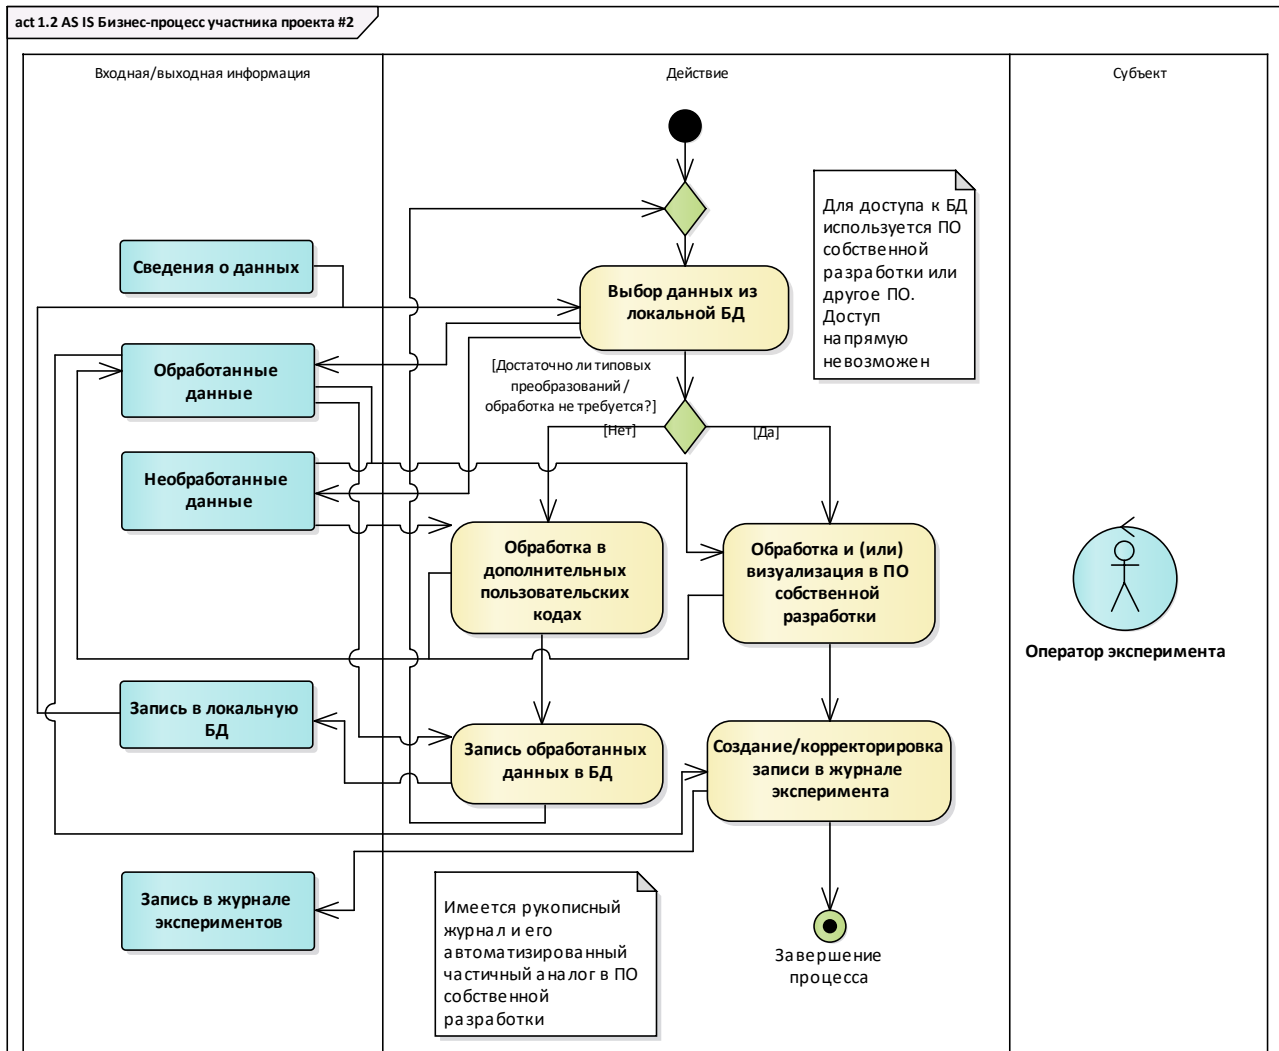 act 1.2 AS IS Бизнес-процесс участника проекта #2
Входная/выходная информация
Действие
Субъект
Для доступа к БД
используется ПО
собственной
разработки или
другое ПО.
Доступ
напрямую
невозможен
Сведения о данных
Выбор данных из
локальной БД
Обработанные
данные
[Достаточно ли типовых
преобразований /
обработка не требуется?]
[Нет]
[Да]
Необработанные
данные
Обработка в
дополнительных
пользовательских
кодах
Обработка и (или)
визуализация в ПО
собственной
разработки
Оператор эксперимента
Запись в локальную
БД
Запись обработанных
данных в БД
Создание/корректорировка
записи в журнале
эксперимента
Запись в журнале
экспериментов
Имеется рукописный
журнал и его
автоматизированный
частичный аналог в ПО
собственной
разработки
Завершение
процесса